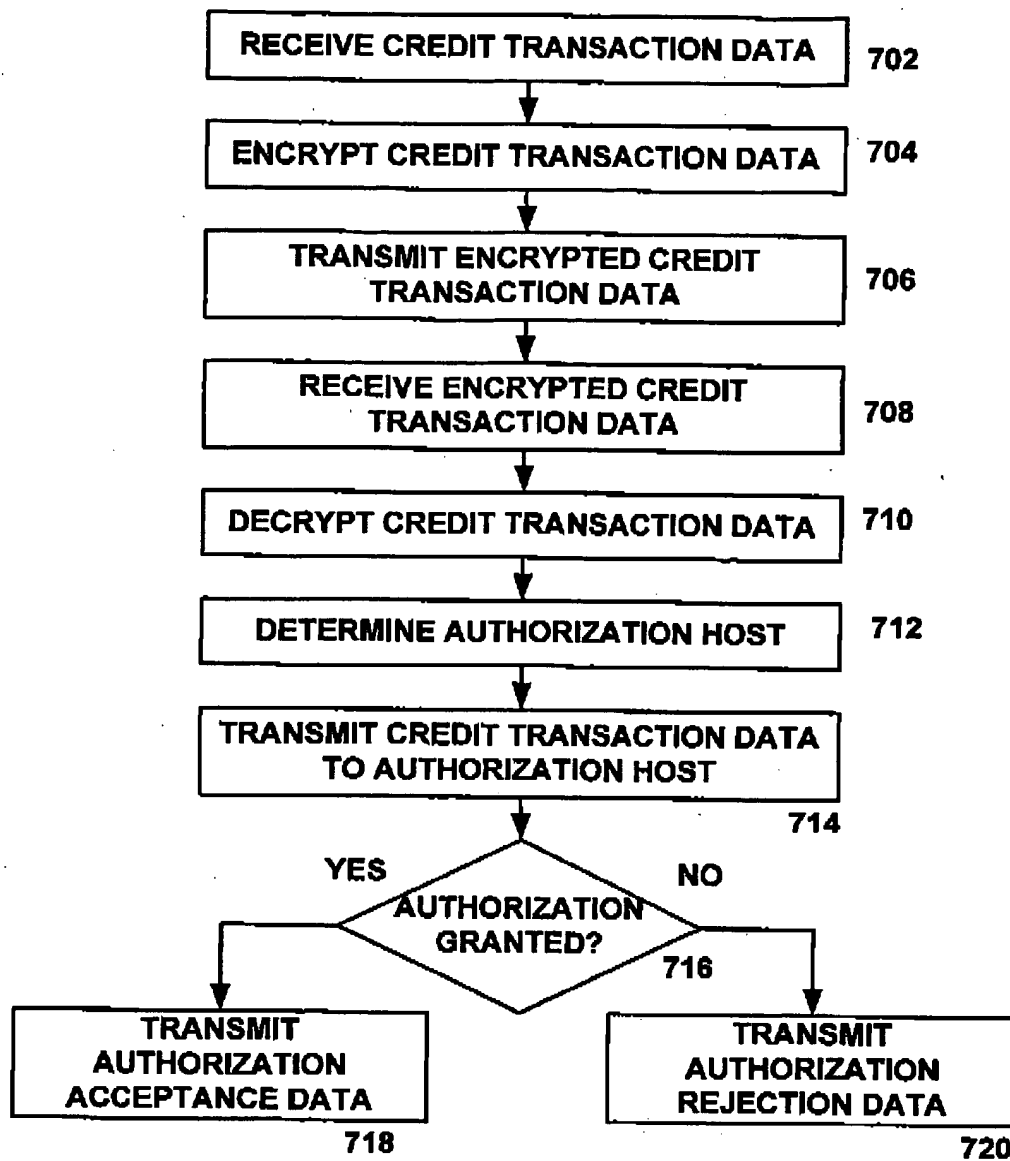 RECEIVE CREDIT TRANSACTION DATA
702
ENCRYPT CREDIT TRANSACTION DATA
704
TRANSMIT ENCRYPTED CREDIT
TRANSACTION DATA
706
RECEIVE ENCRYPTED CREDIT
TRANSACTION DATA
708
DECRYPT CREDIT TRANSACTION DATA
710
DETERMINE AUTHORIZATION HOST
712
TRANSMIT CREDIT TRANSACTION DATA
TO AUTHORIZATION HOST
714
YES
NO
AUTHORIZATION
GRANTED?
716
TRANSMIT
AUTHORIZATION
ACCEPTANCE DATA
718
TRANSMIT
AUTHORIZATION
REJECTION DATA
720